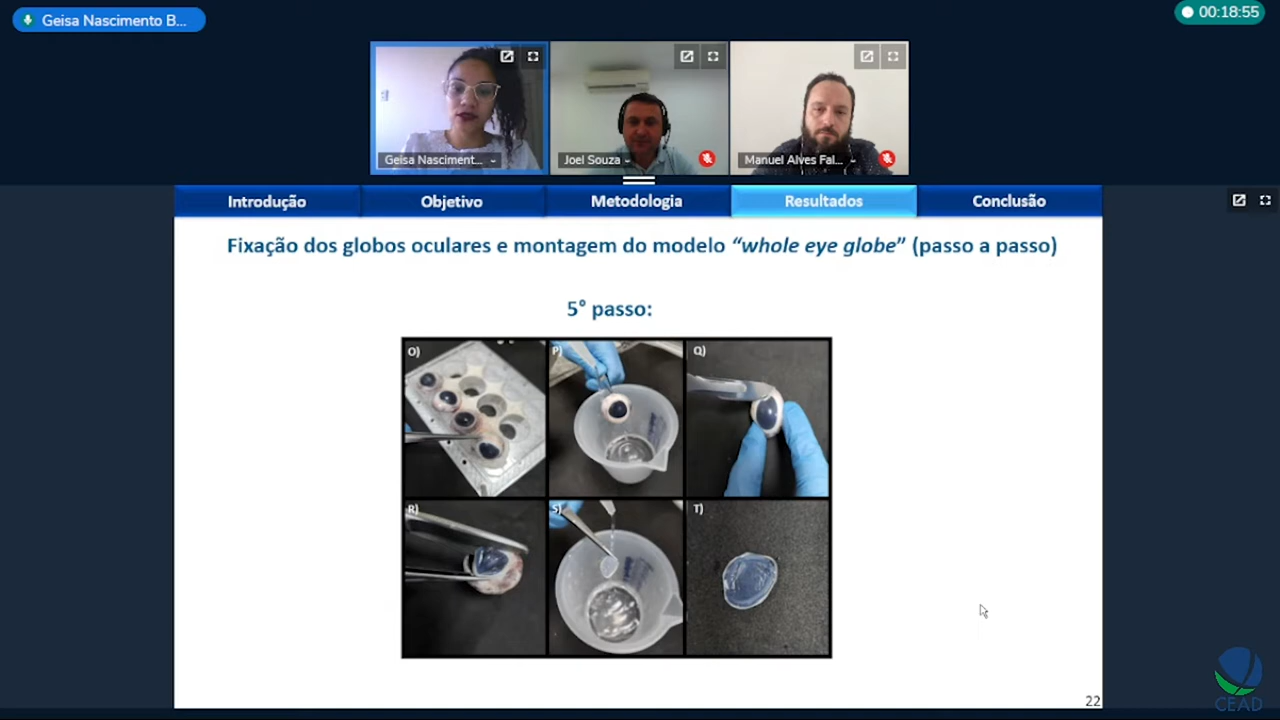 Geisa Nascimento B...
00:18:55
Geisa Nasciment...
Joel Souza
Manuel Alves Fal...
Introdução
Objetivo
Metodologia
Resultados
Conclusão
Fixação dos globos oculares e montagem do modelo “whole eye globe” (passo a passo)
5° passo:
O)
P)
Q)
R)
S)
T)
22
CEAD